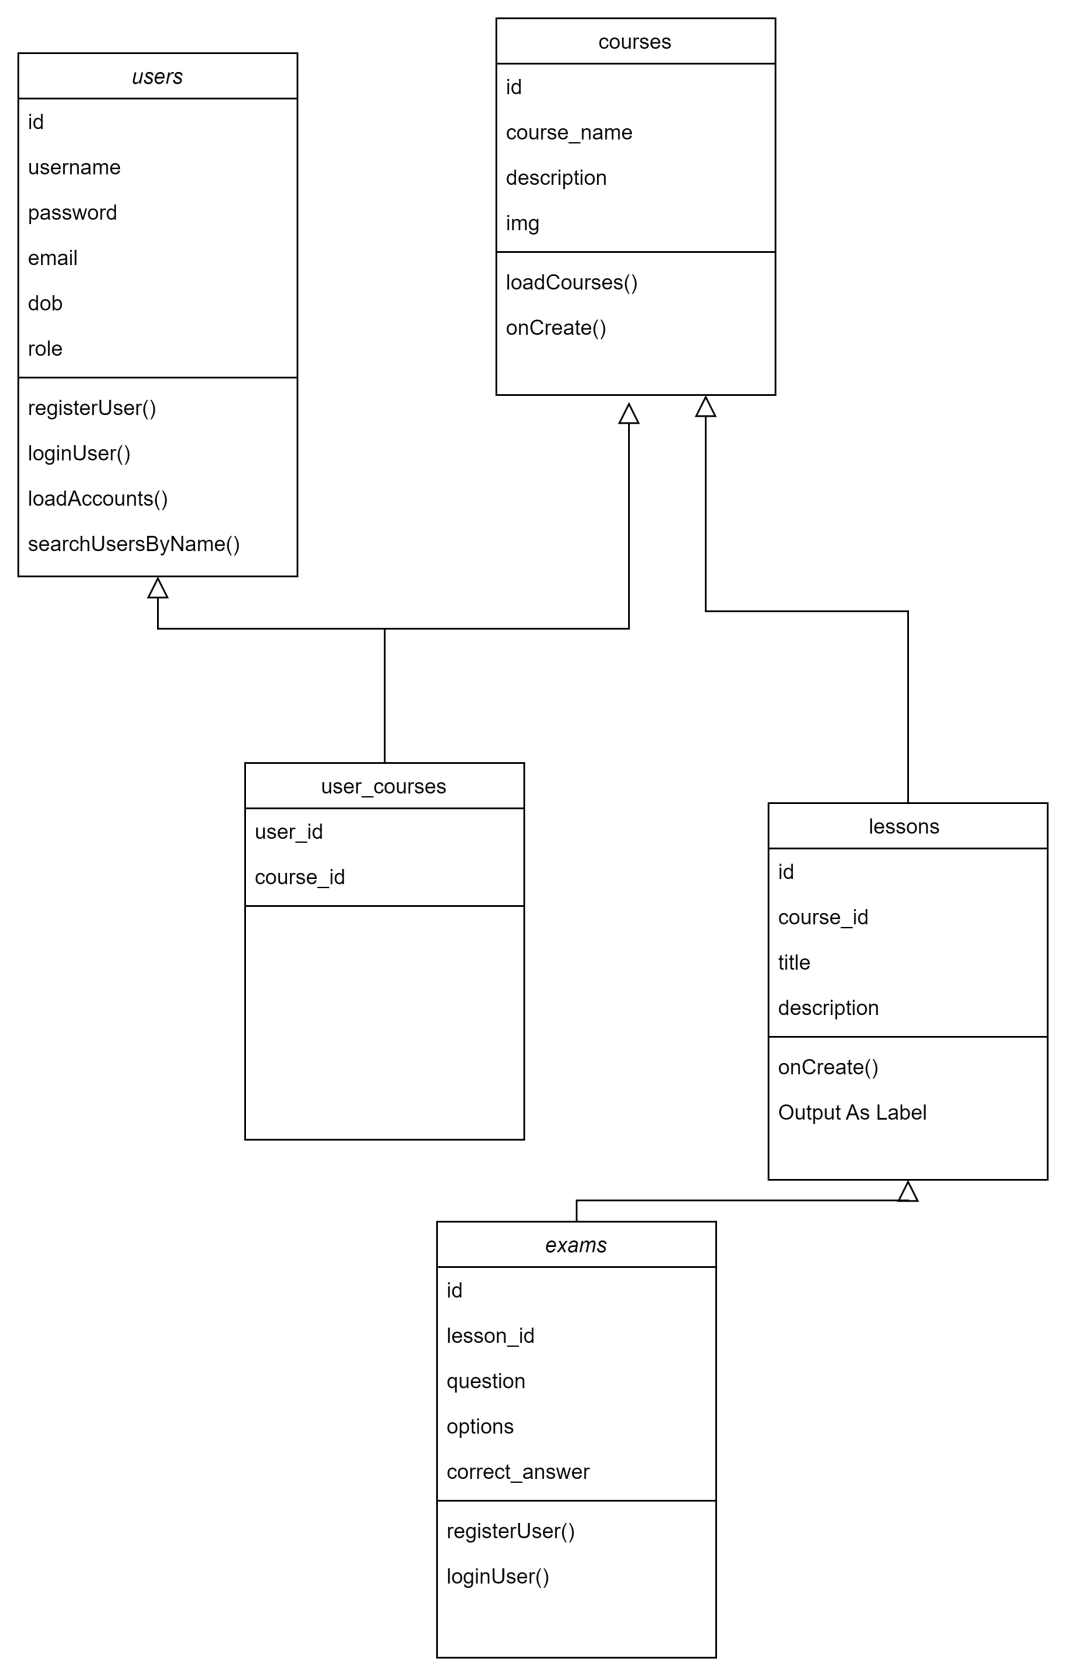 users
id
username
password
email
dob
role
registerUser()
loginUser()
loadAccounts()
searchUsersByName()
courses
id
course_name
description
img
loadCourses()
onCreate()
user_courses
user_id
course_id
lessons
id
course_id
title
description
onCreate()
Output As Label
exams
id
lesson_id
question
options
correct_answer
registerUser()
loginUser()